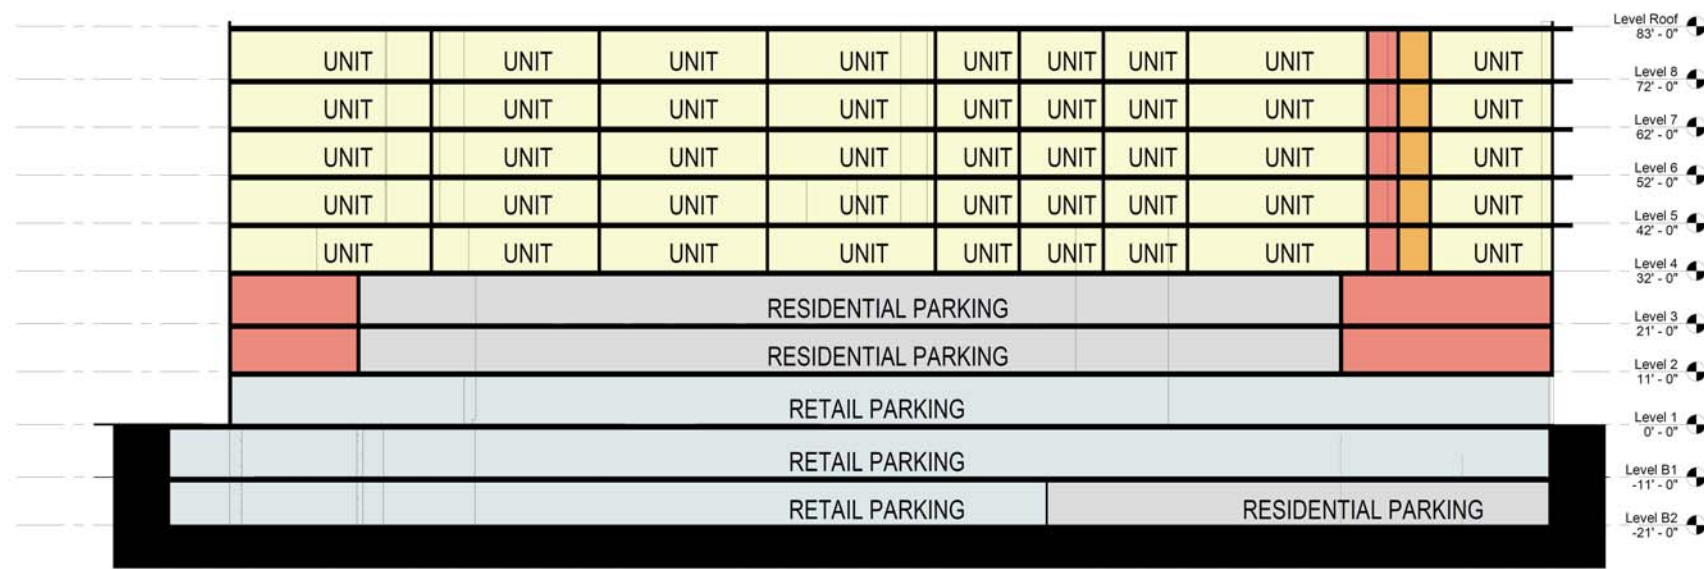 Level Roof
83' - 0"
UNIT UNIT UNIT UNIT UNIT UNIT UNIT UNIT UNIT
Level 8
72' - 0"
UNIT UNIT UNIT UNIT UNIT UNIT UNIT UNIT UNIT
Level 7
62' - 0"
UNIT UNIT UNIT UNIT UNIT UNIT UNIT UNIT UNIT
Level 6
52' - 0"
UNIT UNIT UNIT UNIT UNIT UNIT UNIT UNIT UNIT
Level 5
42' - 0"
UNIT UNIT UNIT UNIT UNIT UNIT UNIT UNIT UNIT
Level 4
32' - 0"
RESIDENTIAL PARKING
Level 3
21' - 0"
RESIDENTIAL PARKING
Level 2
11' - 0"
RETAIL PARKING
Level 1
0' - 0"
RETAIL PARKING
Level B1
-11' - 0"
RETAIL PARKING RESIDENTIAL PARKING
Level B2
-21' - 0"